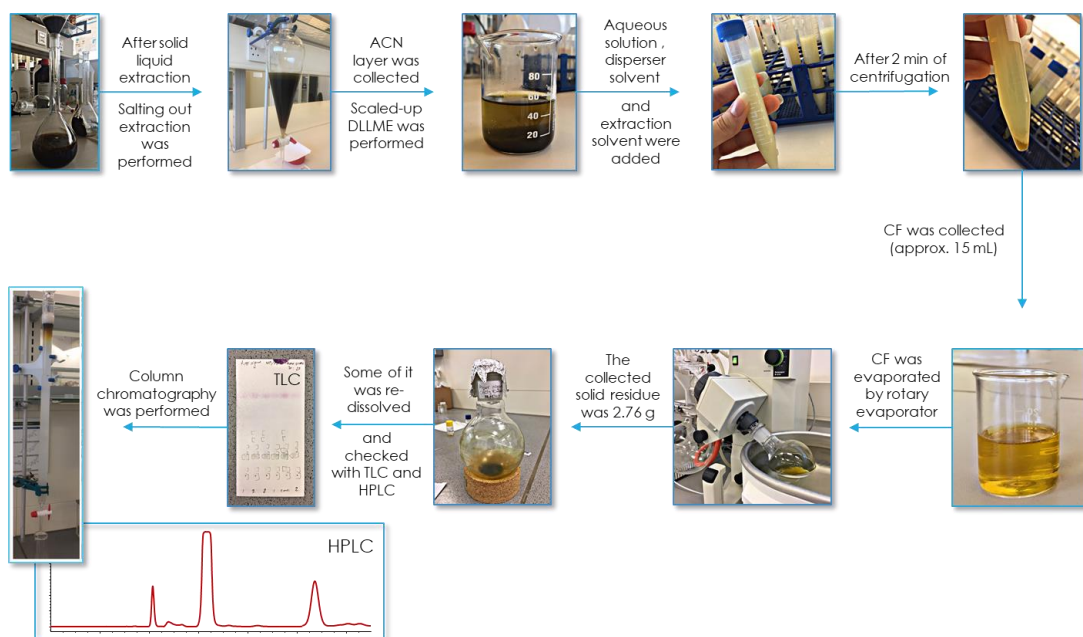 After solid
liquid
extraction
Salting out
extraction
was
performed
ACN
layer was
collected
Scaled-up
DLLME was
performed
80
60
40
20
Aqueous
solution ,
disperser
solvent
and
extraction
solvent were
added
After 2 min of
centrifugation
CF was collected
(approx. 15 mL)
CF was
evaporated
by rotary
evaporator
The
collected
solid residue
was 2.76 g
Some of it
was re-
dissolved
and
checked
with TLC and
HPLC
TLC
Column
chromatography
was performed
HPLC